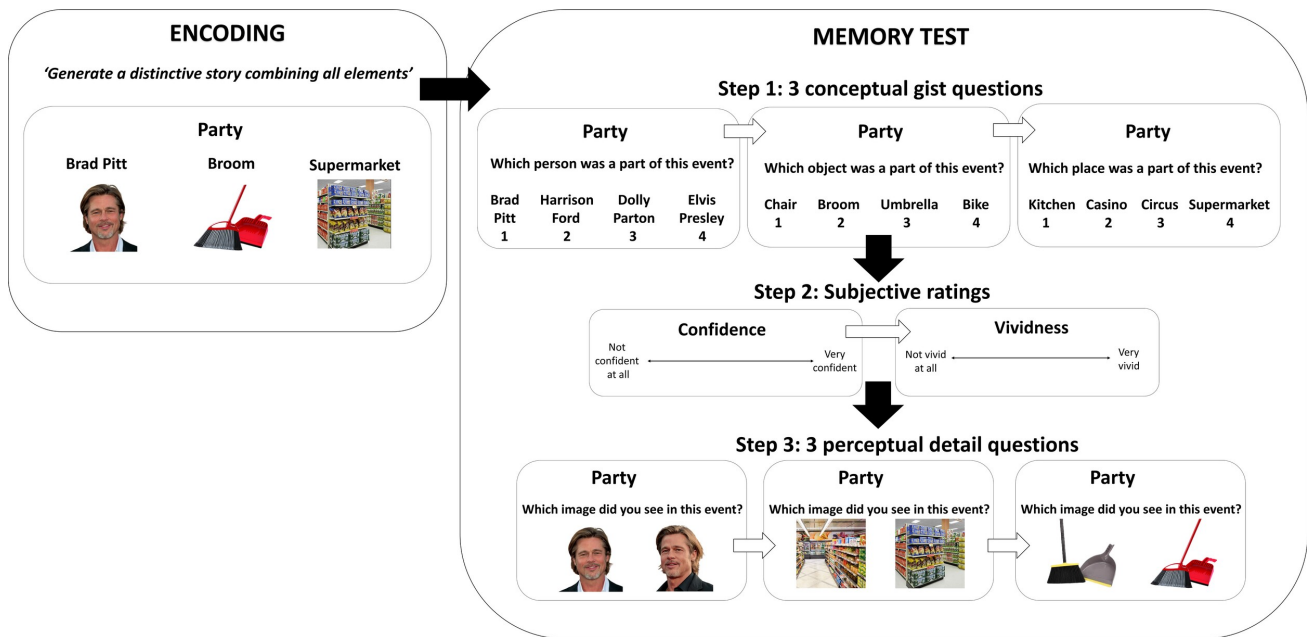 ENCODING
'Generate a distinctive story combining all elements'
Party
Brad Pitt
Broom
Supermarket
MEMORY TEST
Step 1: 3 conceptual gist questions
Party
Which person was a part of this event?
Brad Harrison Dolly Elvis
Pitt Ford Parton Presley
1 2 3 4
Party
Which object was a part of this event?
Chair Broom Umbrella Bike
1 2 3 4
Party
Which place was a part of this event?
Kitchen Casino Circus Supermarket
1 2 3 4
Step 2: Subjective ratings
Confidence
Not
confident
at all
Very
confident
Vividness
Not vivid
at all
Very
vivid
Step 3: 3 perceptual detail questions
Party
Which image did you see in this event?
Party
Which image did you see in this event?
Party
Which image did you see in this event?